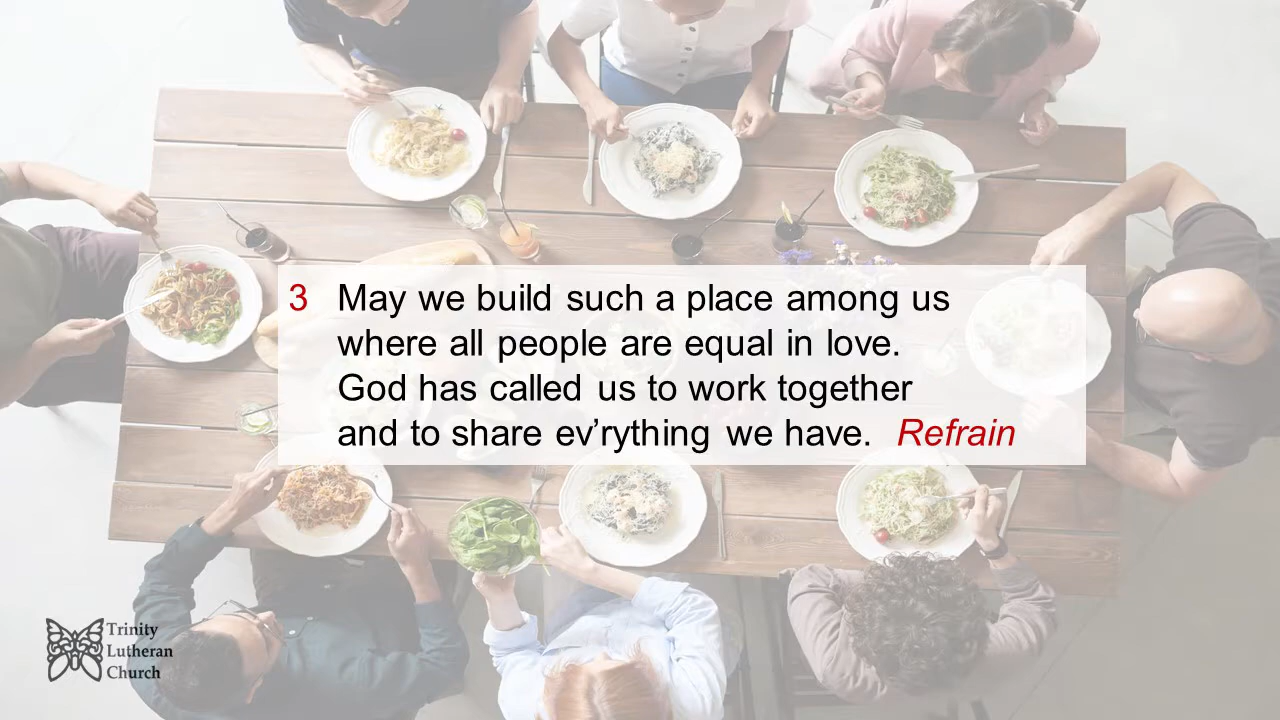 3 May we build such a place among us
where all people are equal in love.
God has called us to work together
and to share ev’rything we have. Refrain
Trinity
Lutheran
Church